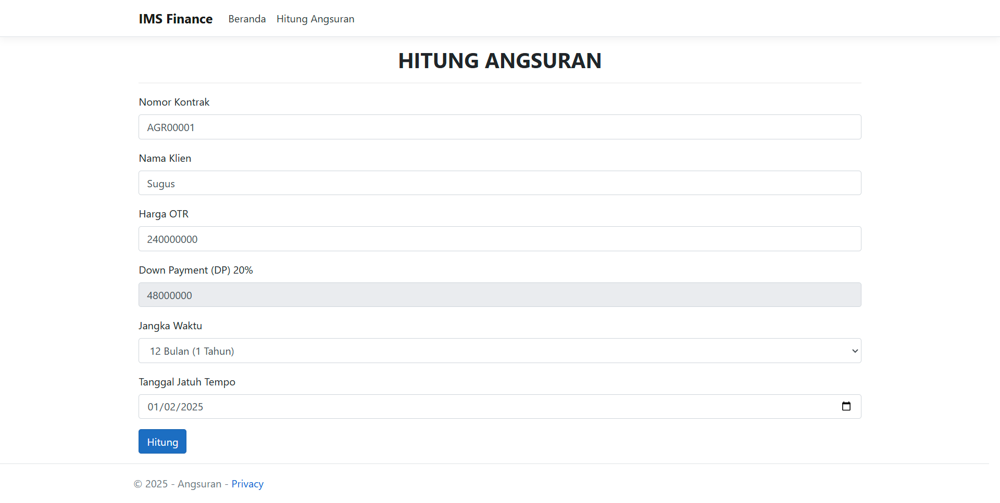 IMS Finance Beranda Hitung Angsuran
HITUNG ANGSURAN
Nomor Kontrak
AGR00001
Nama Klien
Sugus
Harga OTR
240000000
Down Payment (DP) 20%
48000000
Jangka Waktu
12 Bulan (1 Tahun)
Tanggal Jatuh Tempo
01/02/2025
Hitung
© 2025 - Angsuran - Privacy